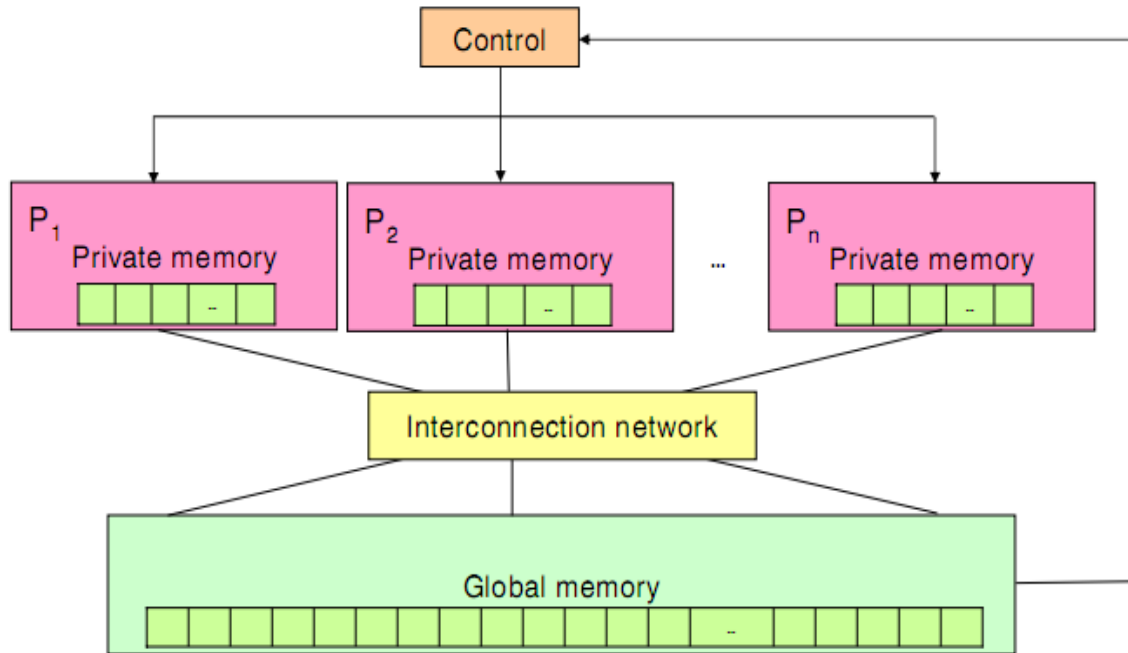 Control
P1
Private memory
..
P2
Private memory
..
...
Pn
Private memory
..
Interconnection network
Global memory
..